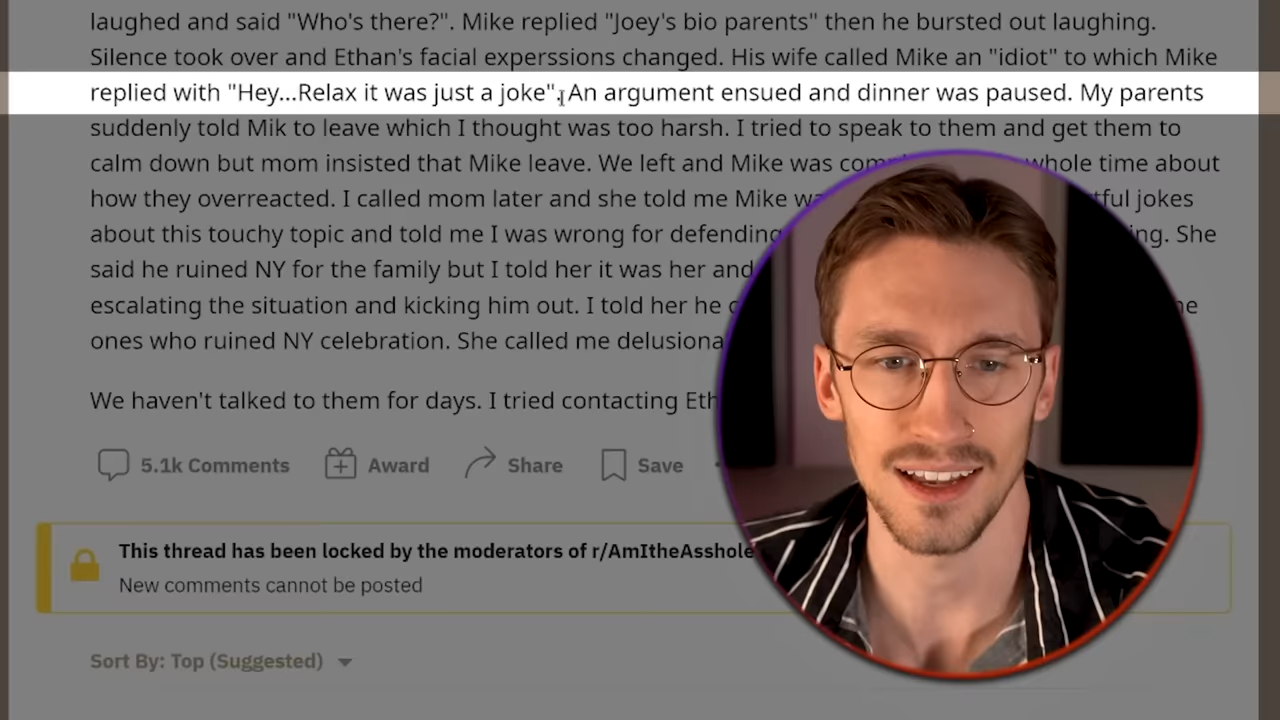 laughed and said "Who's there?". Mike replied "Joey's bio parents" then he bursted out laughing.
Silence took over and Ethan's facial experssions changed. His wife called Mike an "idiot" to which Mike
replied with "Hey...Relax it was just a joke". An argument ensued and dinner was paused. My parents
suddenly told Mik to leave which I thought was too harsh. I tried to speak to them and get them to
calm down but mom insisted that Mike leave. We left and Mike was whole time about
how they overreacted. I called mom later and she told me Mike jokes
about this touchy topic and told me I was wrong for defending She
said he ruined NY for the family but I told her it was her and
escalating the situation and kicking him out. I told her he
ones who ruined NY celebration. She called me
We haven't talked to them for days. I tried contacting
5.1k Comments Award Share Save
This thread has been locked by the moderators of r/AmItheAsshole
New comments cannot be posted
Sort By: Top (Suggested)